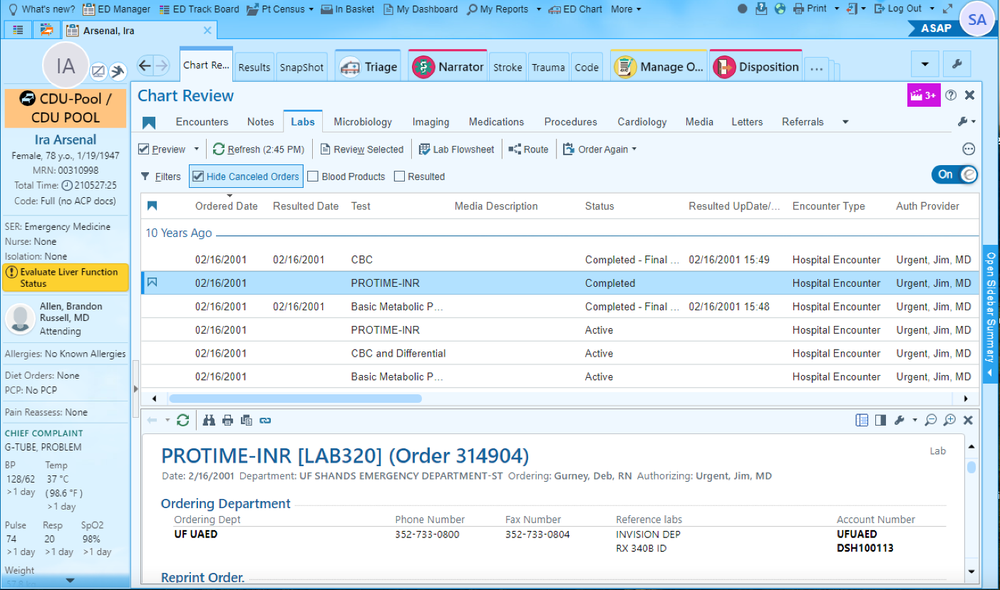 What's new? ED Manager ED Track Board Pt Census In Basket My Dashboard My Reports ED Chart More Print Log Out
Arsenal, Ira
ASAP
SA
IA
Chart Re... Results SnapShot Triage Narrator Stroke Trauma Code Manage O... Disposition ...
CDU-Pool /
CDU POOL
Ira Arsenal
Female, 78 y.o., 1/19/1947
MRN: 00310998
Total Time: 210527:25
Code: Full (no ACP docs)
SER: Emergency Medicine
Nurse: None
Isolation: None
Evaluate Liver Function
Status
Allen, Brandon
Russell, MD
Attending
Allergies: No Known Allergies
Diet Orders: None
PCP: No PCP
Pain Reassess: None
CHIEF COMPLAINT
G-TUBE, PROBLEM
BP Temp
128/62 37 °C
>1 day (98.6 °F)
>1 day
Pulse Resp SpO2
74 20 98%
>1 day >1 day >1 day
Weight
Chart Review
3+
Encounters Notes Labs Microbiology Imaging Medications Procedures Cardiology Media Letters Referrals
Preview Refresh (2:45 PM) Review Selected Lab Flowsheet Route Order Again
Filters Hide Canceled Orders Blood Products Resulted
On
Ordered Date Resulted Date Test Media Description Status Resulted UpDate/... Encounter Type Auth Provider
10 Years Ago
02/16/2001 02/16/2001 CBC Completed - Final ... 02/16/2001 15:49 Hospital Encounter Urgent, Jim, MD
02/16/2001 PROTIME-INR Completed Hospital Encounter Urgent, Jim, MD
02/16/2001 02/16/2001 Basic Metabolic P... Completed - Final ... 02/16/2001 15:48 Hospital Encounter Urgent, Jim, MD
02/16/2001 PROTIME-INR Active Hospital Encounter Urgent, Jim, MD
02/16/2001 CBC and Differential Active Hospital Encounter Urgent, Jim, MD
02/16/2001 Basic Metabolic P... Active Hospital Encounter Urgent, Jim, MD
Open Sidebar Summary
PROTIME-INR [LAB320] (Order 314904)
Lab
Date: 2/16/2001 Department: UF SHANDS EMERGENCY DEPARTMENT-ST Ordering: Gurney, Deb, RN Authorizing: Urgent, Jim, MD
Ordering Department
Ordering Dept Phone Number Fax Number Reference labs Account Number
UF UAED 352-733-0800 352-733-0804 INVISION DEP UFUAED
RX 340B ID DSH100113
Reprint Order.